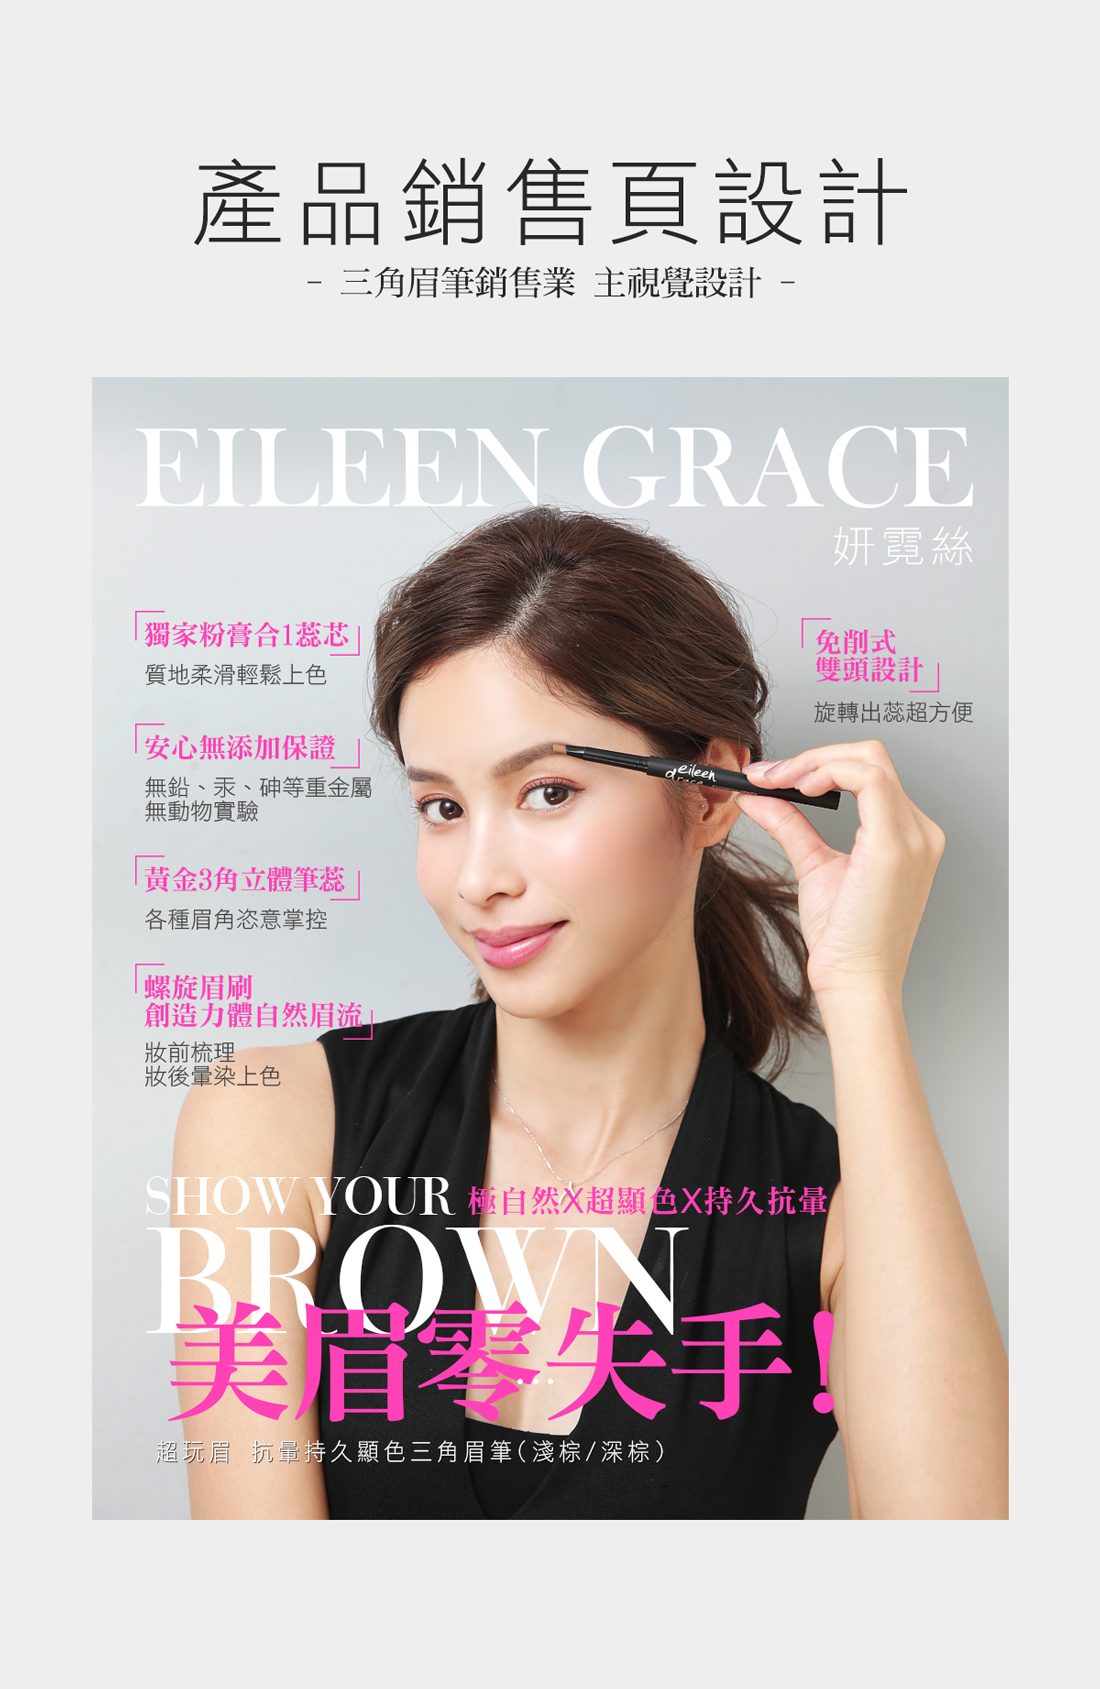 產品銷售頁設計
- 三角眉筆銷售業 主視覺設計 -
EILEEN GRACE
妍霓絲
獨家粉膏合1蕊芯
質地柔滑輕鬆上色
安心無添加保證
無鉛、汞、砷等重金屬
無動物實驗
黃金3角立體筆蕊
各種眉角恣意掌控
螺旋眉刷
創造力體自然眉流
妝前梳理
妝後暈染上色
免削式
雙頭設計
旋轉出蕊超方便
eileen
grace
SHOW YOUR 極自然X超顯色X持久抗暈
BROWN
美眉零失手!
超玩眉 抗暈持久顯色三角眉筆(淺棕/深棕)